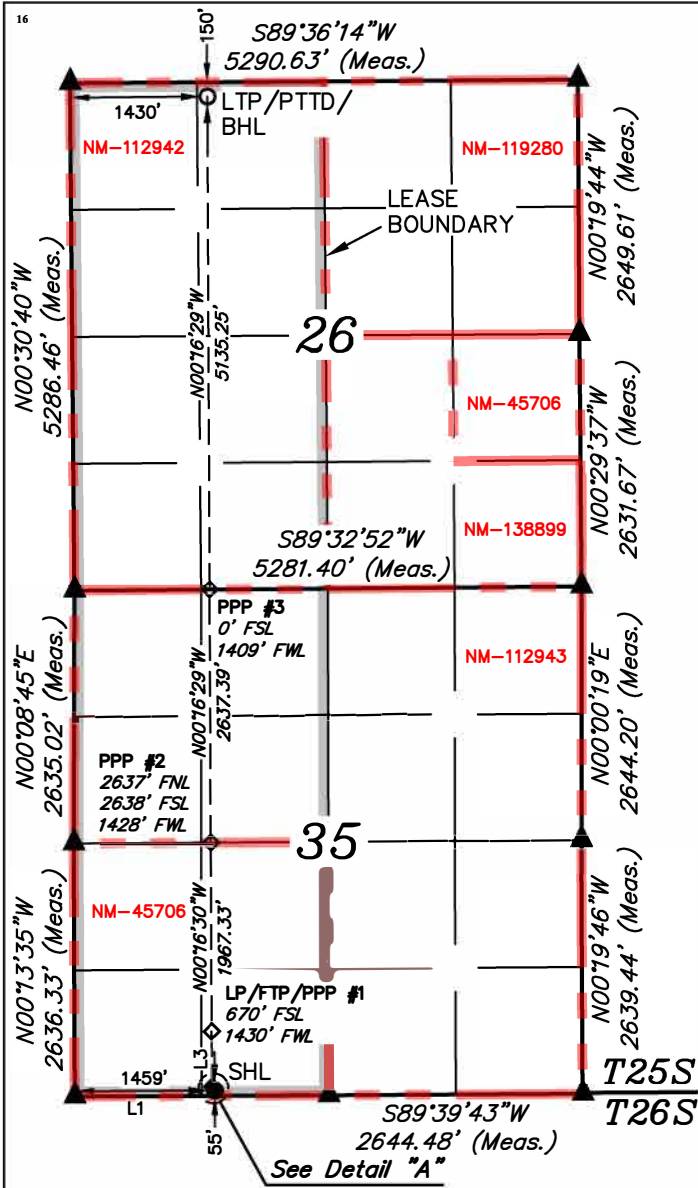 16
150'
S89°36'14"W
5290.63' (Meas.)
1430'
LTP/PTTD/
BHL
NM-112942
NM-119280
LEASE
BOUNDARY
N00°19'44"W
2649.61' (Meas.)
N00°30'40"W
5286.46' (Meas.)
N00°16'29"W
5135.25'
26
NM-45706
N00°29'37"W
2631.67' (Meas.)
NM-138899
S89°32'52"W
5281.40' (Meas.)
PPP #3
0' FSL
1409' FWL
N00°08'45"E
2635.02' (Meas.)
N00°16'29"W
2637.39'
NM-112943
N00°00'19"E
2644.20' (Meas.)
PPP #2
2637' FNL
2638' FSL
1428' FWL
35
NM-45706
N00°13'35"W
2636.33' (Meas.)
N00°16'30"W
1967.33'
N00°19'46"W
2639.44' (Meas.)
LP/FTP/PPP #1
670' FSL
1430' FWL
1459'
L3
SHL
L1
55'
T25S
T26S
S89°39'43"W
2644.48' (Meas.)
See Detail "A"